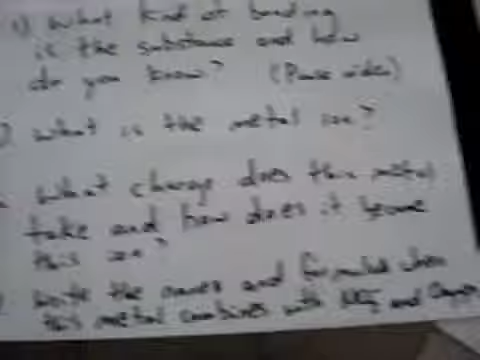 1) What kind of bonding
is the substance and how
do you know? (Pause video)
) What is the metal ion?
What charge does this metal
take and how does it become
this ion?
Write the names and formulas when
this metal combines with and